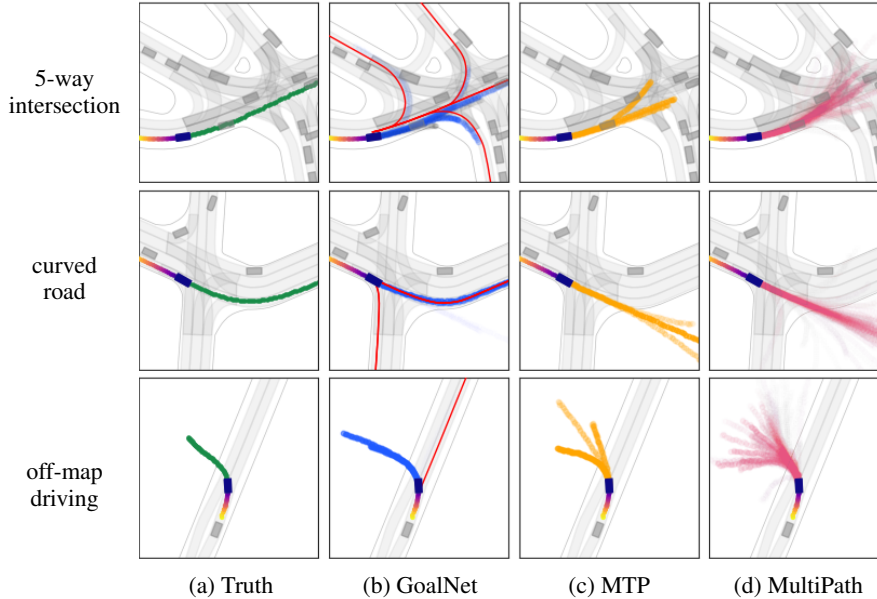 5-way
intersection
curved
road
off-map
driving
(a) Truth
(b) GoalNet
(c) MTP
(d) MultiPath